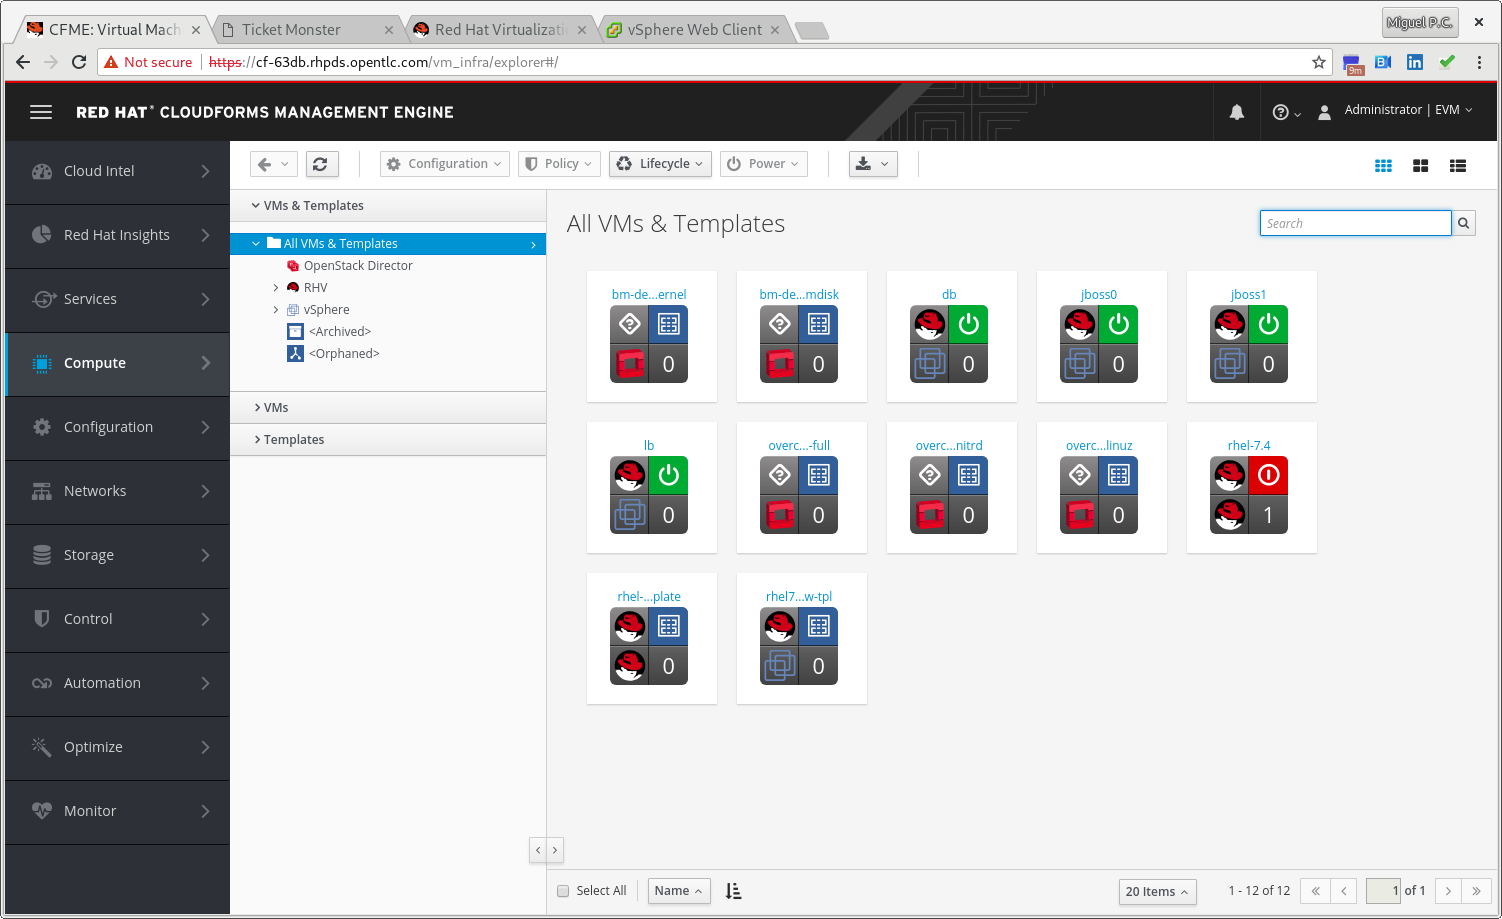 CFME: Virtual Mach
Ticket Monster
Red Hat Virtualizati
vSphere Web Client
Miguel P.C.
Not secure
https://cf-63db.rhpds.opentlc.com/vm_infra/explorer#/
9m
RED HAT® CLOUDFORMS MANAGEMENT ENGINE
Administrator | EVM
Cloud Intel
Red Hat Insights
Services
Compute
Configuration
Networks
Storage
Control
Automation
Optimize
Monitor
Configuration
Policy
Lifecycle
Power
VMs & Templates
All VMs & Templates
OpenStack Director
RHV
vSphere
<Archived>
<Orphaned>
VMs
Templates
All VMs & Templates
Search
bm-de...ernel
0
bm-de...mdisk
0
db
0
jboss0
0
jboss1
0
lb
0
overc...-full
0
overc...nitrd
0
overc...linuz
0
rhel-7.4
1
rhel-...plate
0
rhel7...w-tpl
0
Select All
Name
20 Items
1 - 12 of 12
1 of 1